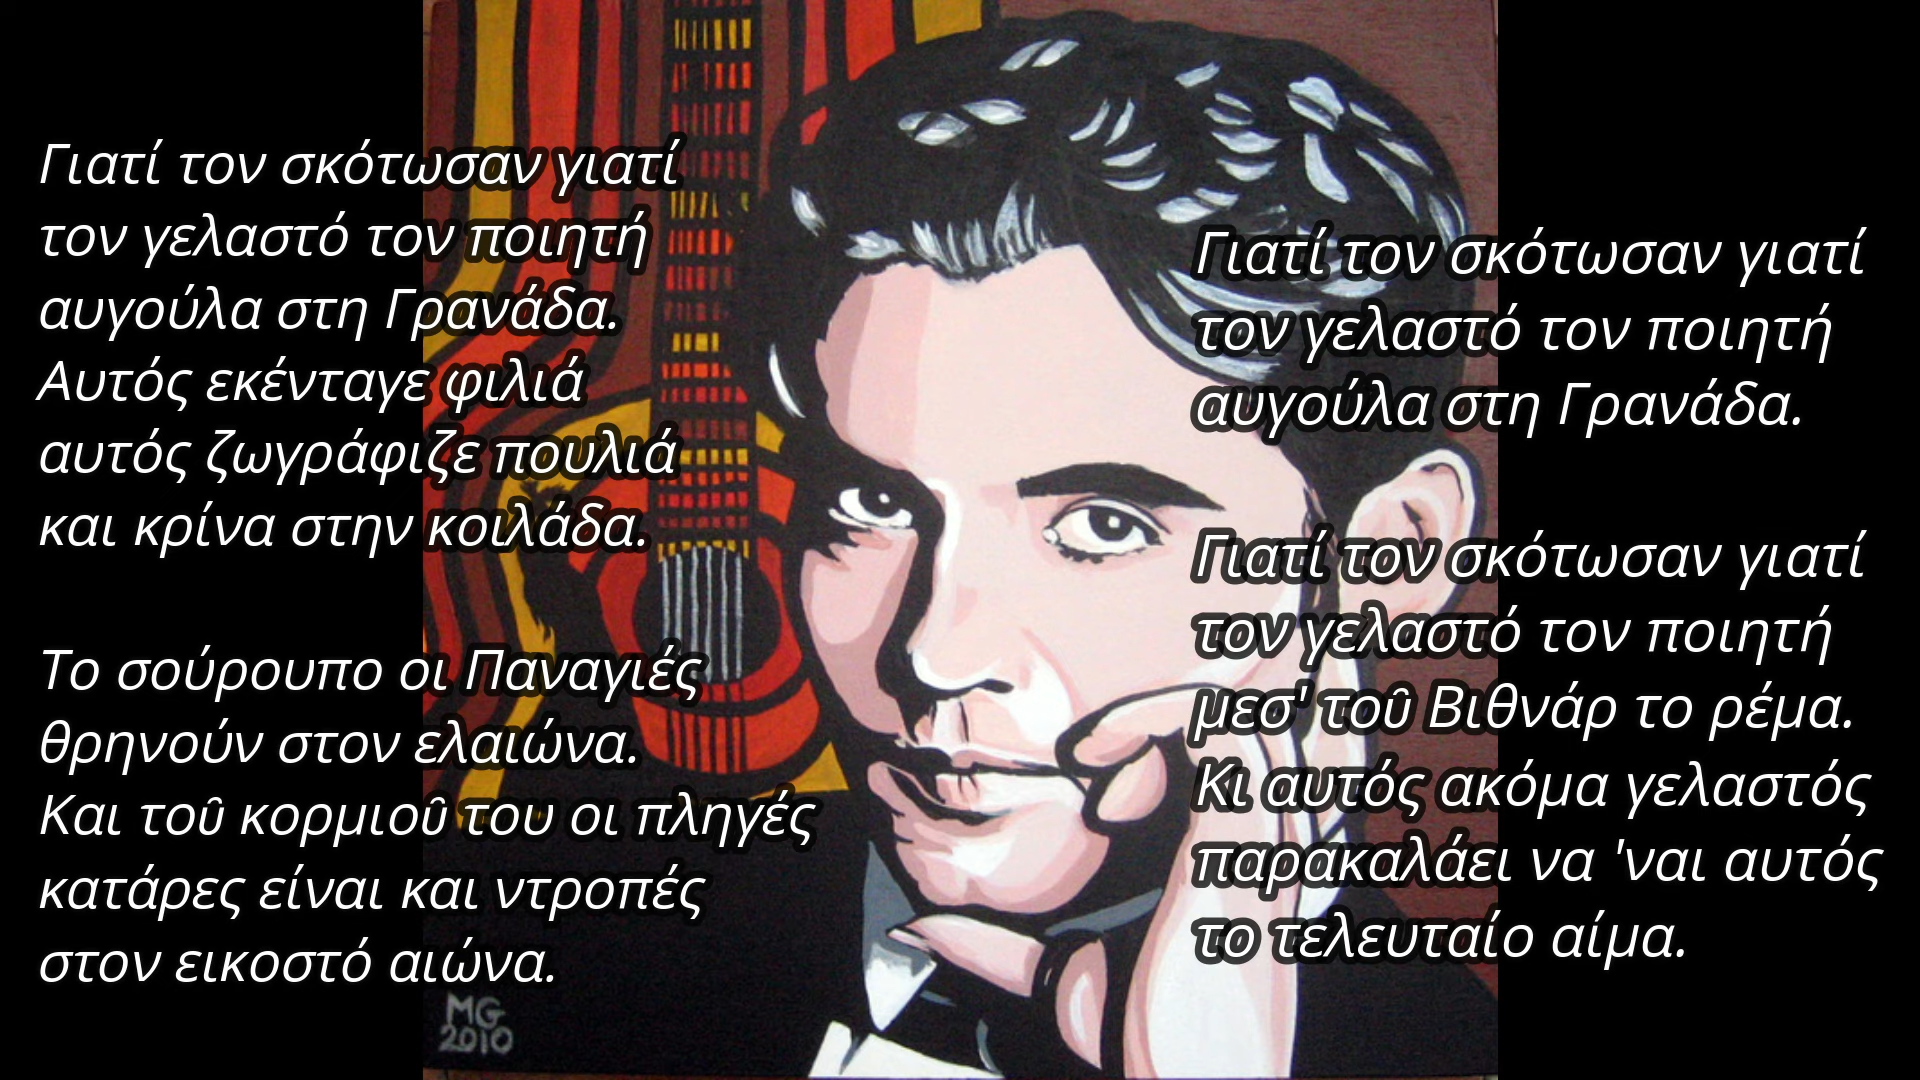 Γιατί τον σκότωσαν γιατί
τον γελαστό τον ποιητή
αυγούλα στη Γρανάδα.
Αυτός εκένταγε φιλιά
αυτός ζωγράφιζε πουλιά
και κρίνα στην κοιλάδα.
Το σούρουπο οι Παναγιές
θρηνούν στον ελαιώνα.
Και τοῦ κορμιοῦ του οι πληγές
κατάρες είναι και ντροπές
στον εικοστό αιώνα.
Γιατί τον σκότωσαν γιατί
τον γελαστό τον ποιητή
αυγούλα στη Γρανάδα.
Γιατί τον σκότωσαν γιατί
τον γελαστό τον ποιητή
μεσ' τοῦ Βιθνάρ το ρέμα.
Κι αυτός ακόμα γελαστός
παρακαλάει να 'ναι αυτός
το τελευταίο αίμα.
MG
2010